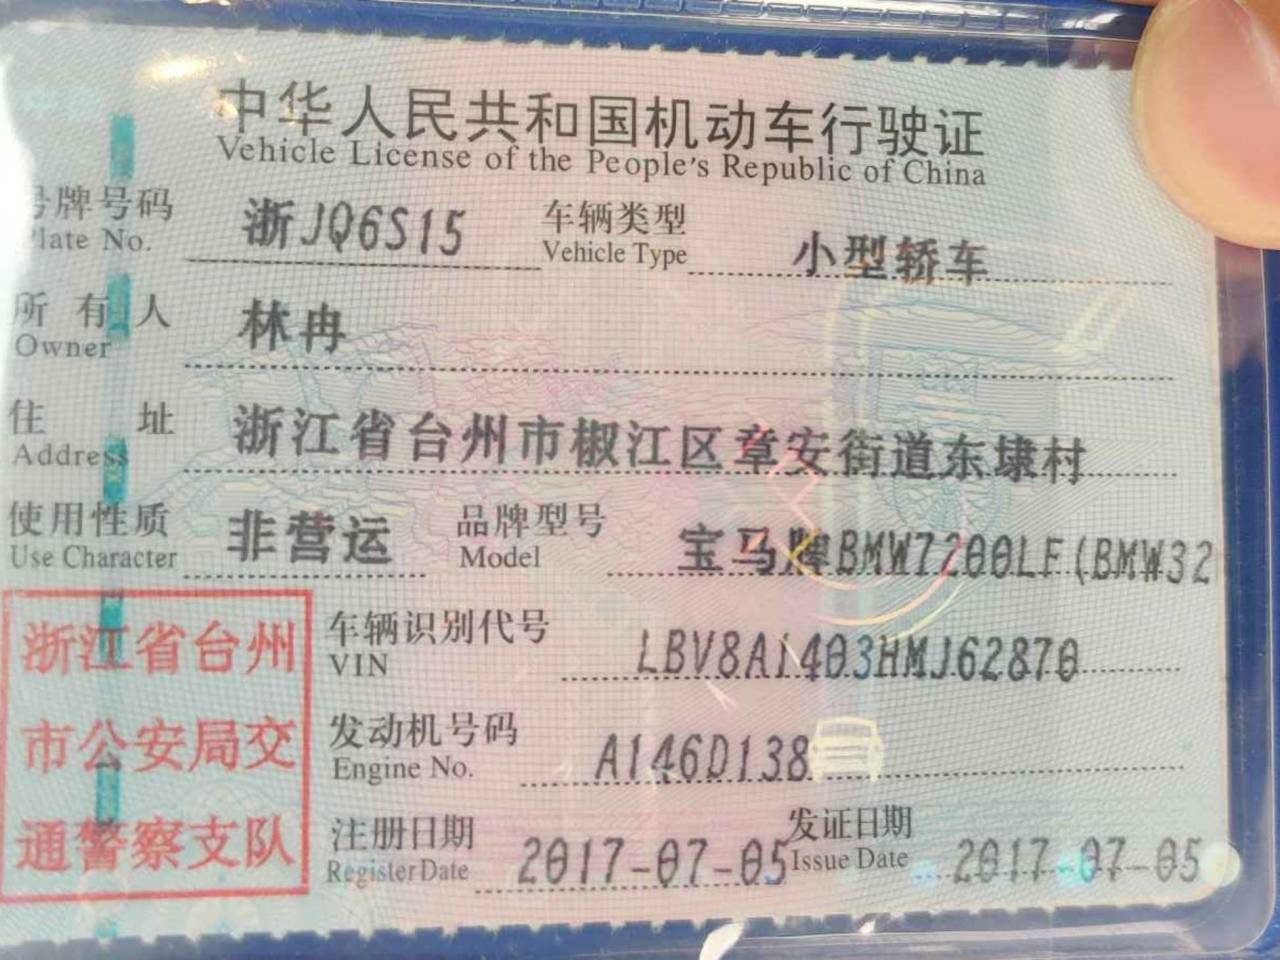 中华人民共和国机动车行驶证
Vehicle License of the People's Republic of China
号牌号码 浙JQ6S15 车辆类型 小型轿车
Plate No. Vehicle Type
所有人 林冉
Owner
住址 浙江省台州市椒江区章安街道东埭村
Address
使用性质 非营运 品牌型号 宝马牌BMW7200LF(BMW32
Use Character Model
浙江省台州
市公安局交
通警察支队
车辆识别代号 LBV8A1403HMJ62870
VIN
发动机号码 A146D138
Engine No.
注册日期 2017-07-05 发证日期 2017-07-05
Register Date Issue Date